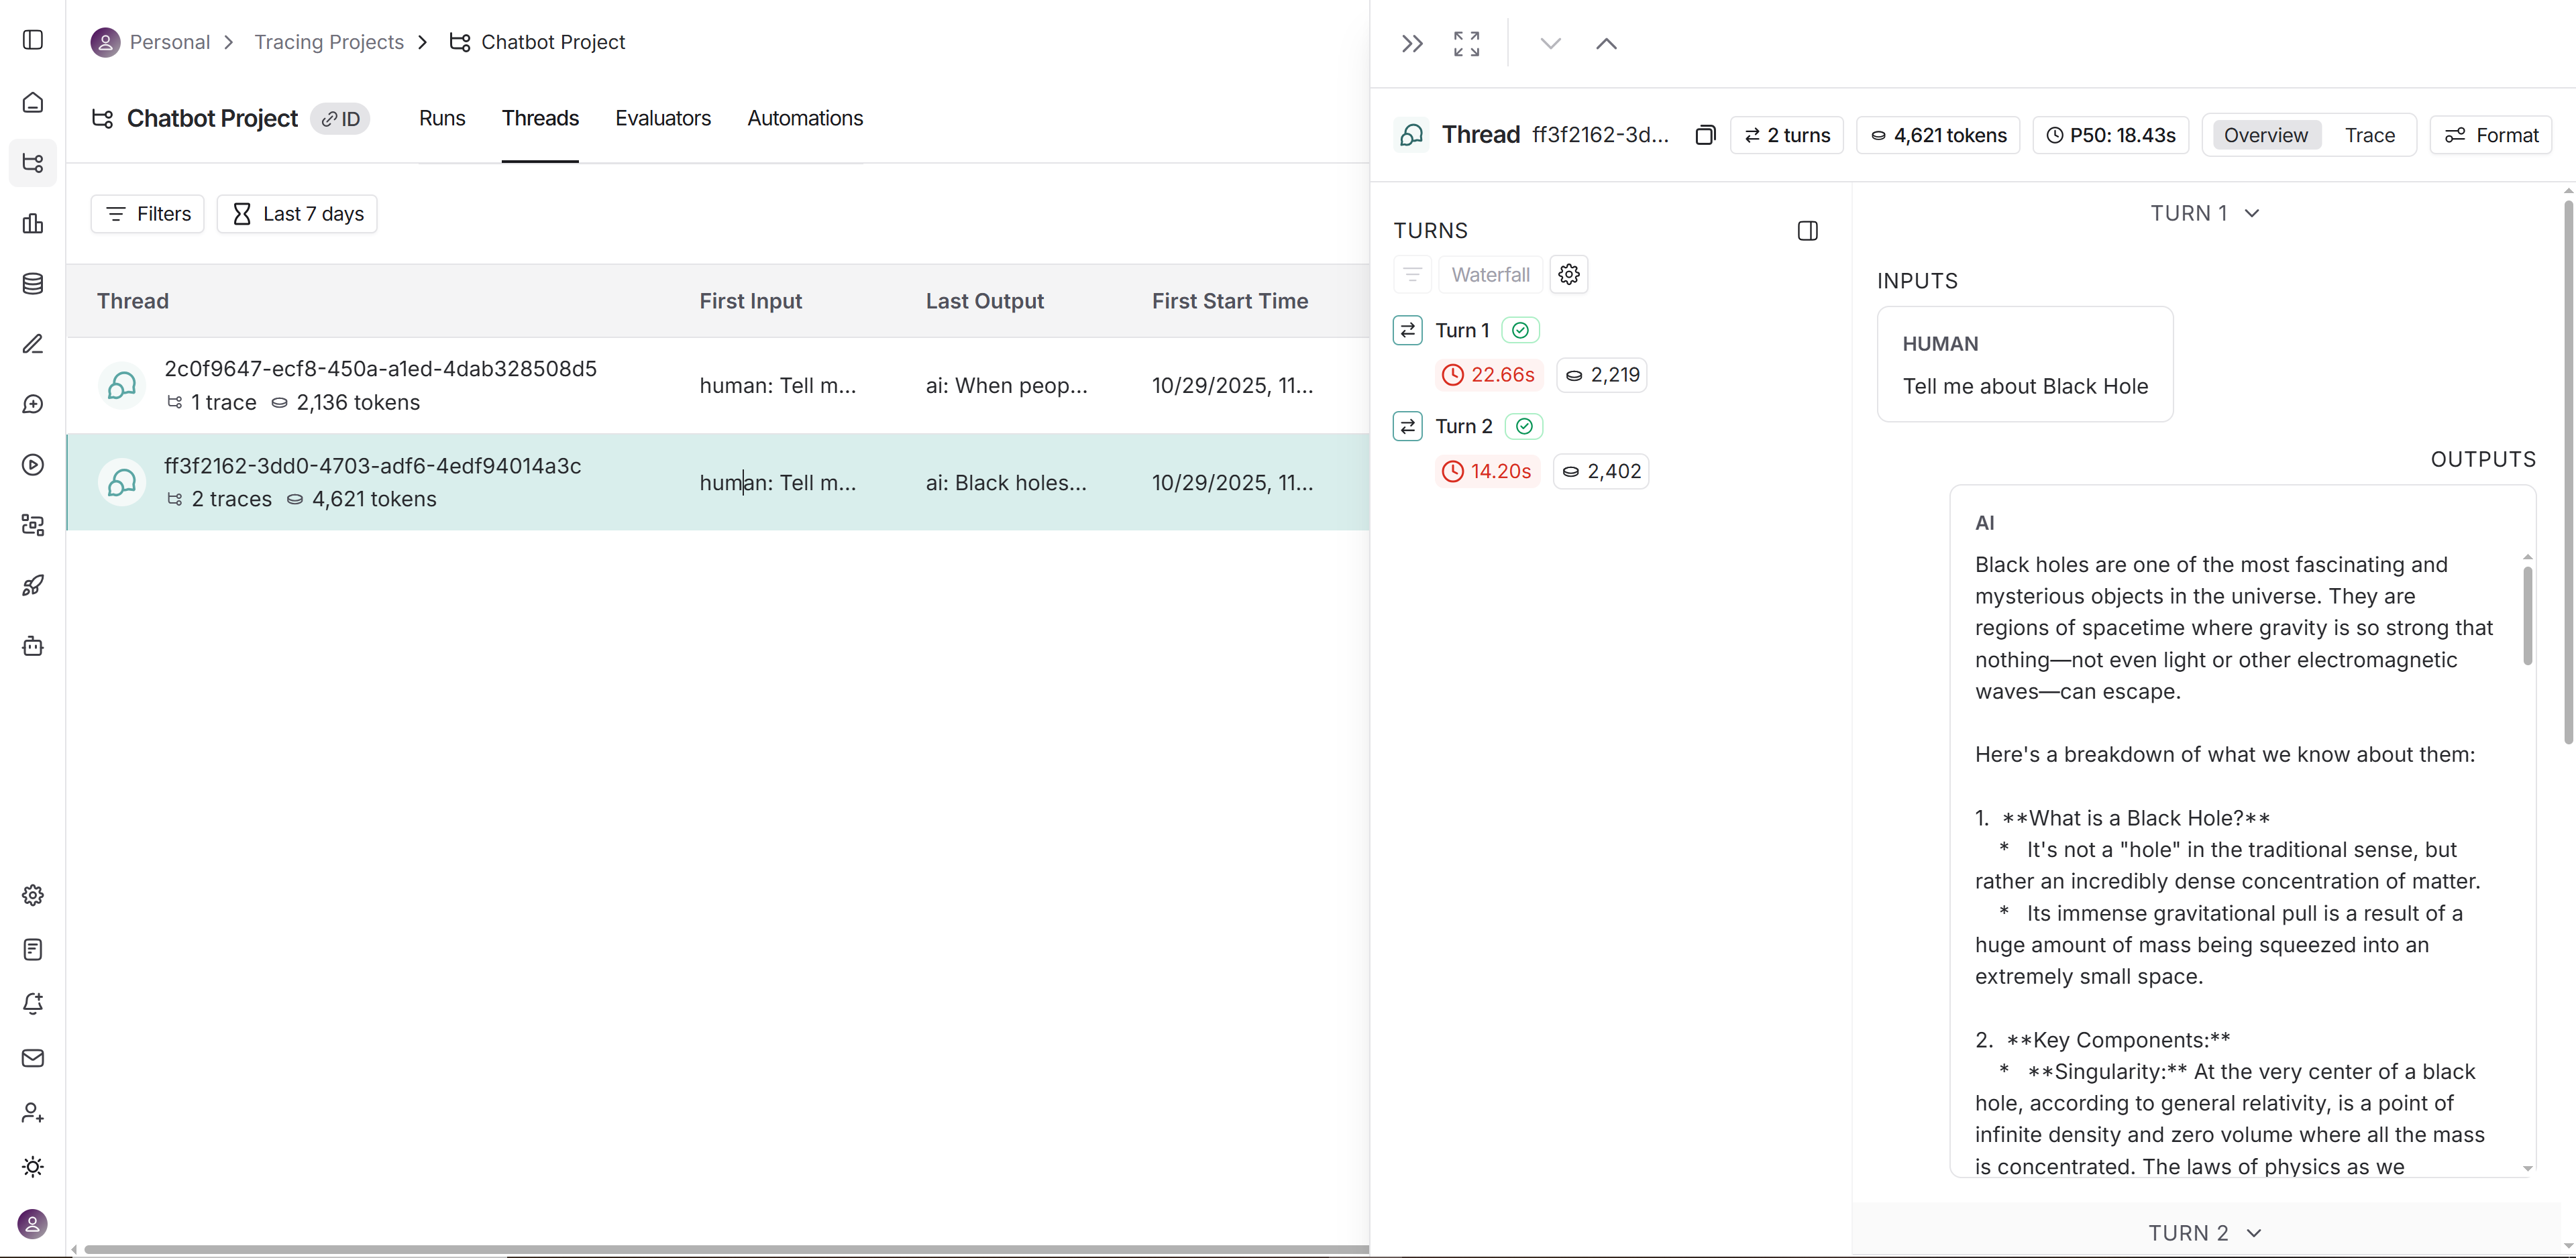 Personal > Tracing Projects > Chatbot Project
Chatbot Project ID Runs Threads Evaluators Automations
Filters Last 7 days
Thread First Input Last Output First Start Time
2c0f9647-ecf8-450a-a1ed-4dab328508d5
1 trace 2,136 tokens
human: Tell m... ai: When peop... 10/29/2025, 11...
ff3f2162-3dd0-4703-adf6-4edf94014a3c
2 traces 4,621 tokens
human: Tell m... ai: Black holes... 10/29/2025, 11...
Thread ff3f2162-3d... 2 turns 4,621 tokens P50: 18.43s Overview Trace Format
TURNS
Waterfall
Turn 1
22.66s 2,219
Turn 2
14.20s 2,402
TURN 1
INPUTS
HUMAN
Tell me about Black Hole
OUTPUTS
AI
Black holes are one of the most fascinating and
mysterious objects in the universe. They are
regions of spacetime where gravity is so strong that
nothing—not even light or other electromagnetic
waves—can escape.
Here's a breakdown of what we know about them:
1. **What is a Black Hole?**
* It's not a "hole" in the traditional sense, but
rather an incredibly dense concentration of matter.
* Its immense gravitational pull is a result of a
huge amount of mass being squeezed into an
extremely small space.
2. **Key Components:**
* **Singularity:** At the very center of a black
hole, according to general relativity, is a point of
infinite density and zero volume where all the mass
is concentrated. The laws of physics as we
TURN 2